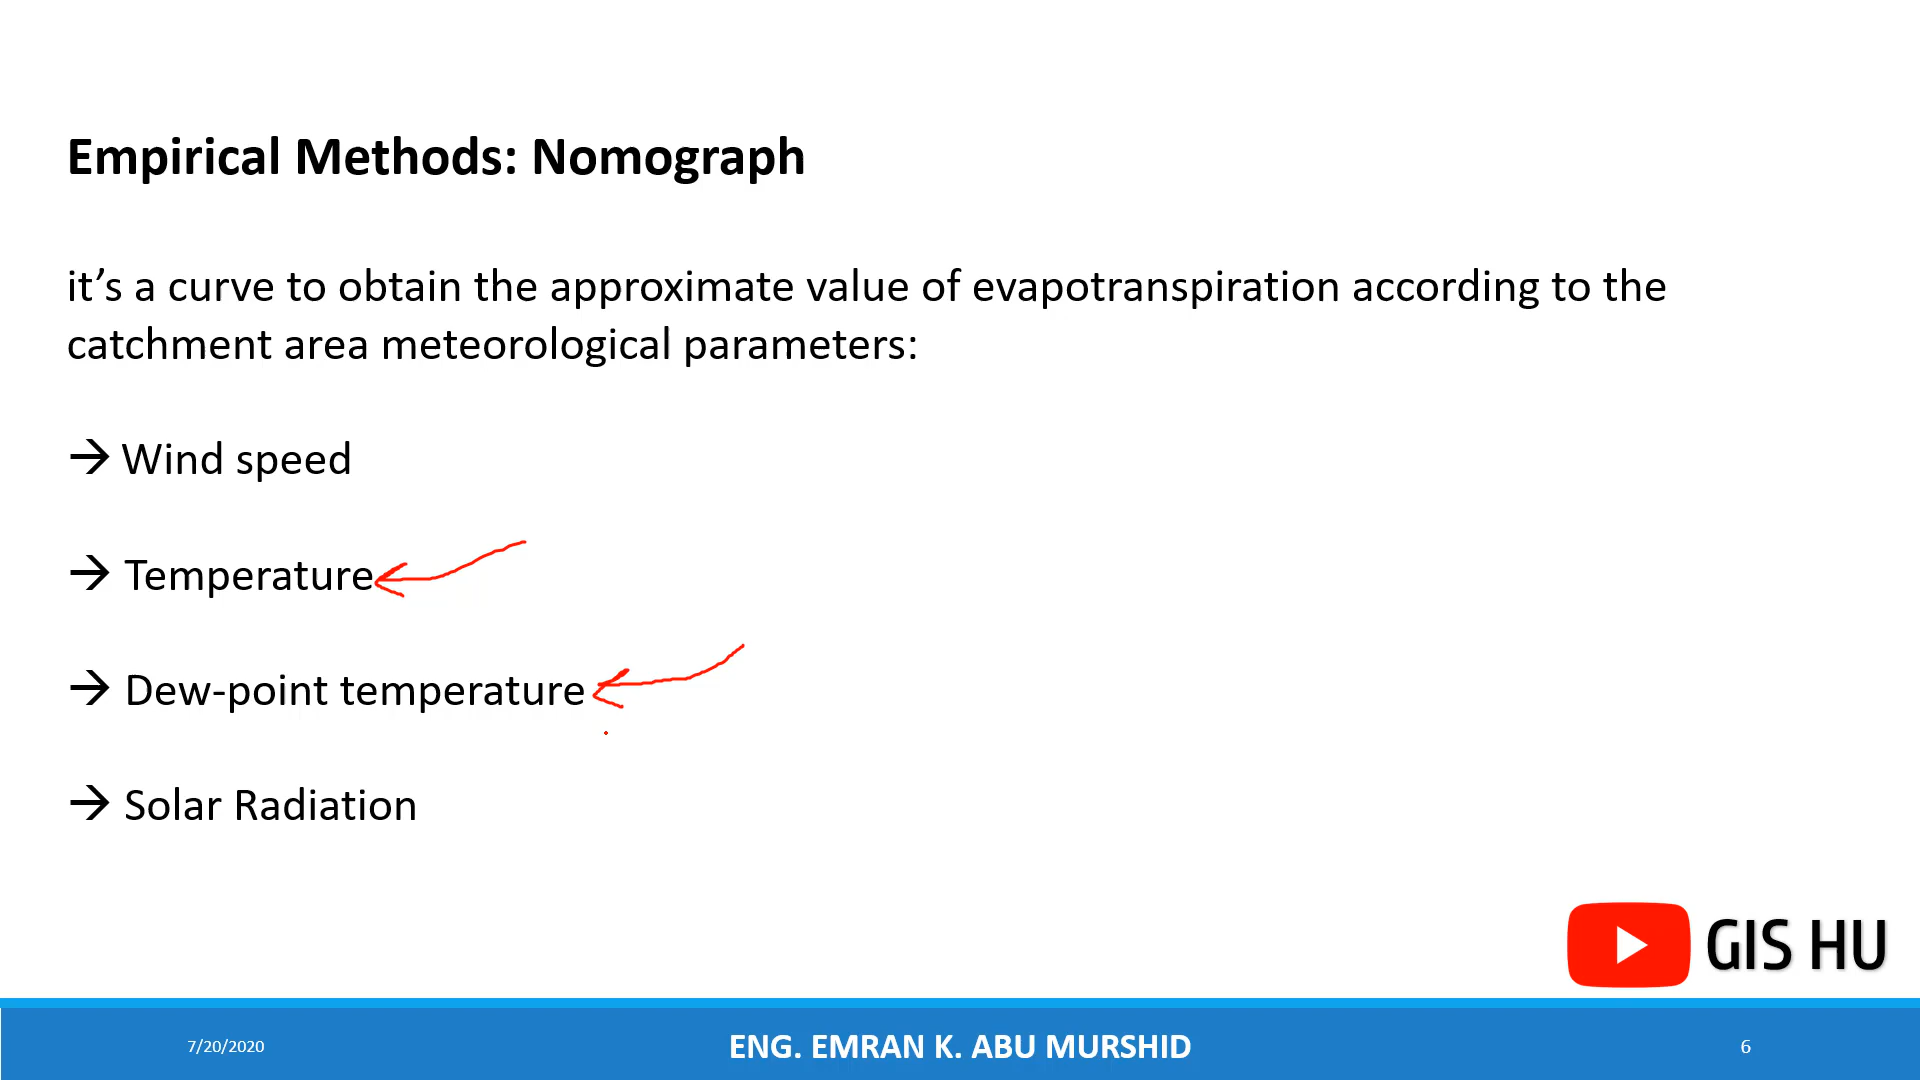 Empirical Methods: Nomograph
it’s a curve to obtain the approximate value of evapotranspiration according to the
catchment area meteorological parameters:
→ Wind speed
→ Temperature
→ Dew-point temperature
→ Solar Radiation
GIS HU
7/20/2020
ENG. EMRAN K. ABU MURSHID
6